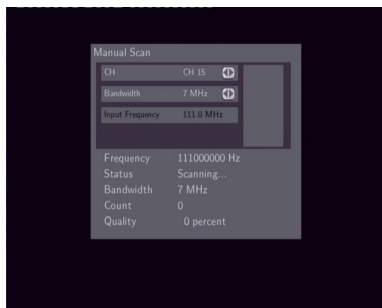 Manual Scan
CH CH 15
Bandwidth 7 MHz
Input Frequency 111.0 MHz
Frequency 111000000 Hz
Status Scanning...
Bandwidth 7 MHz
Count 0
Quality 0 percent